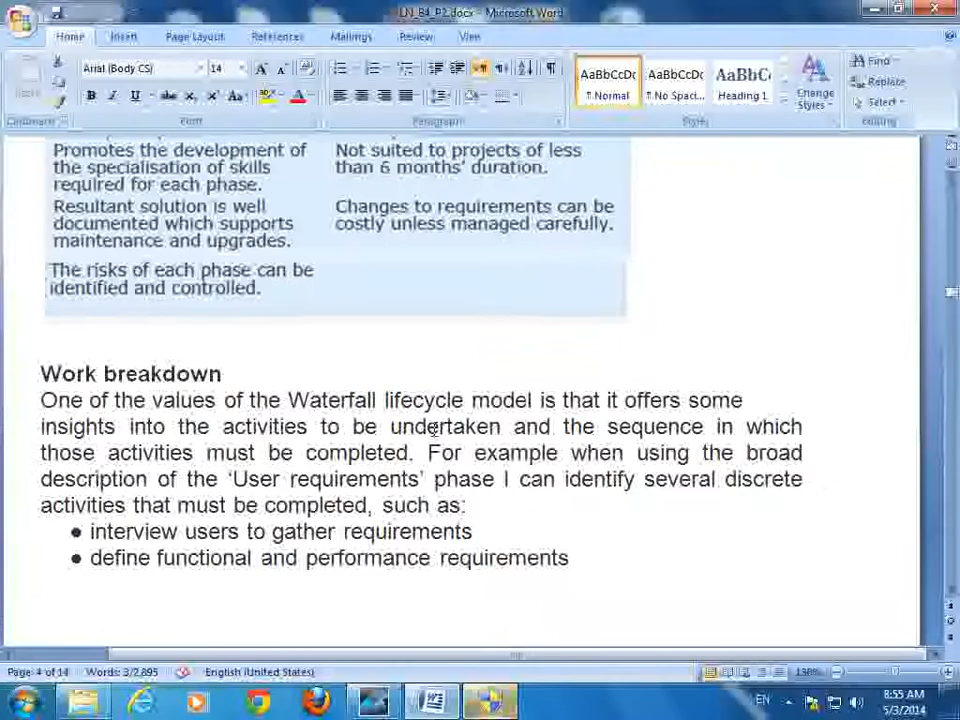 LN_B4_P2.docx - Microsoft Word
Home Insert Page Layout References Mailings Review View
Arial (Body CS) 14
AaBbCcDc AaBbCcDc AaBbC
¶ Normal ¶ No Spaci... Heading 1
Change Styles
Find
Replace
Select
Font Paragraph Styles Editing
Promotes the development of
the specialisation of skills
required for each phase.
Not suited to projects of less
than 6 months' duration.
Resultant solution is well
documented which supports
maintenance and upgrades.
Changes to requirements can be
costly unless managed carefully.
The risks of each phase can be
identified and controlled.
Work breakdown
One of the values of the Waterfall lifecycle model is that it offers some
insights into the activities to be undertaken and the sequence in which
those activities must be completed. For example when using the broad
description of the ‘User requirements’ phase I can identify several discrete
activities that must be completed, such as:
● interview users to gather requirements
● define functional and performance requirements
Page: 4 of 14 Words: 3/2,895 English (United States) 138%
EN 8:55 AM
5/3/2014